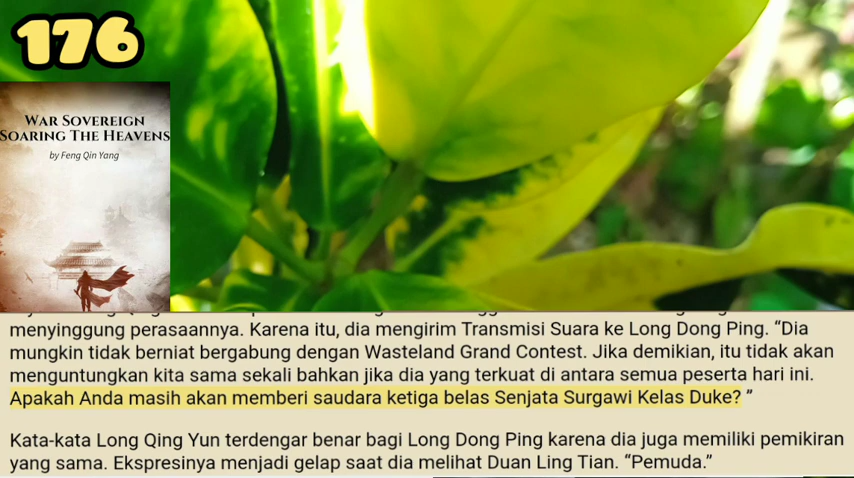 176
WAR SOVEREIGN
SOARING THE HEAVENS
by Feng Qin Yang
menyinggung perasaannya. Karena itu, dia mengirim Transmisi Suara ke Long Dong Ping. “Dia
mungkin tidak berniat bergabung dengan Wasteland Grand Contest. Jika demikian, itu tidak akan
menguntungkan kita sama sekali bahkan jika dia yang terkuat di antara semua peserta hari ini.
Apakah Anda masih akan memberi saudara ketiga belas Senjata Surgawi Kelas Duke? ”
Kata-kata Long Qing Yun terdengar benar bagi Long Dong Ping karena dia juga memiliki pemikiran
yang sama. Ekspresinya menjadi gelap saat dia melihat Duan Ling Tian. “Pemuda.”